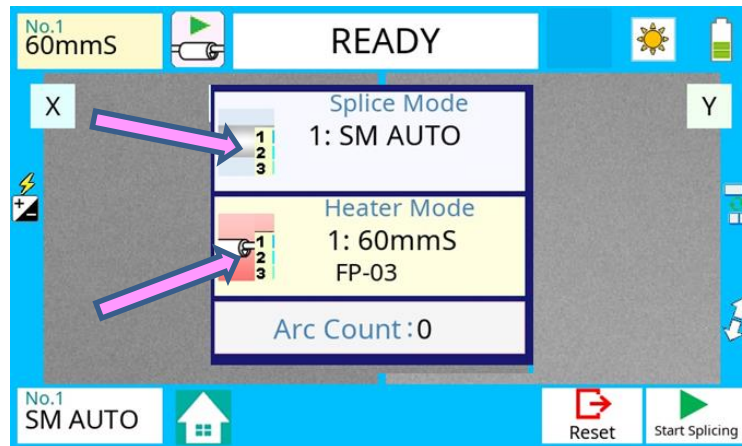 No.1
60mmS
READY
X
Y
Splice Mode
1: SM AUTO
1
2
3
Heater Mode
1: 60mmS
FP-03
1
2
3
Arc Count:0
No.1
SM AUTO
Reset
Start Splicing